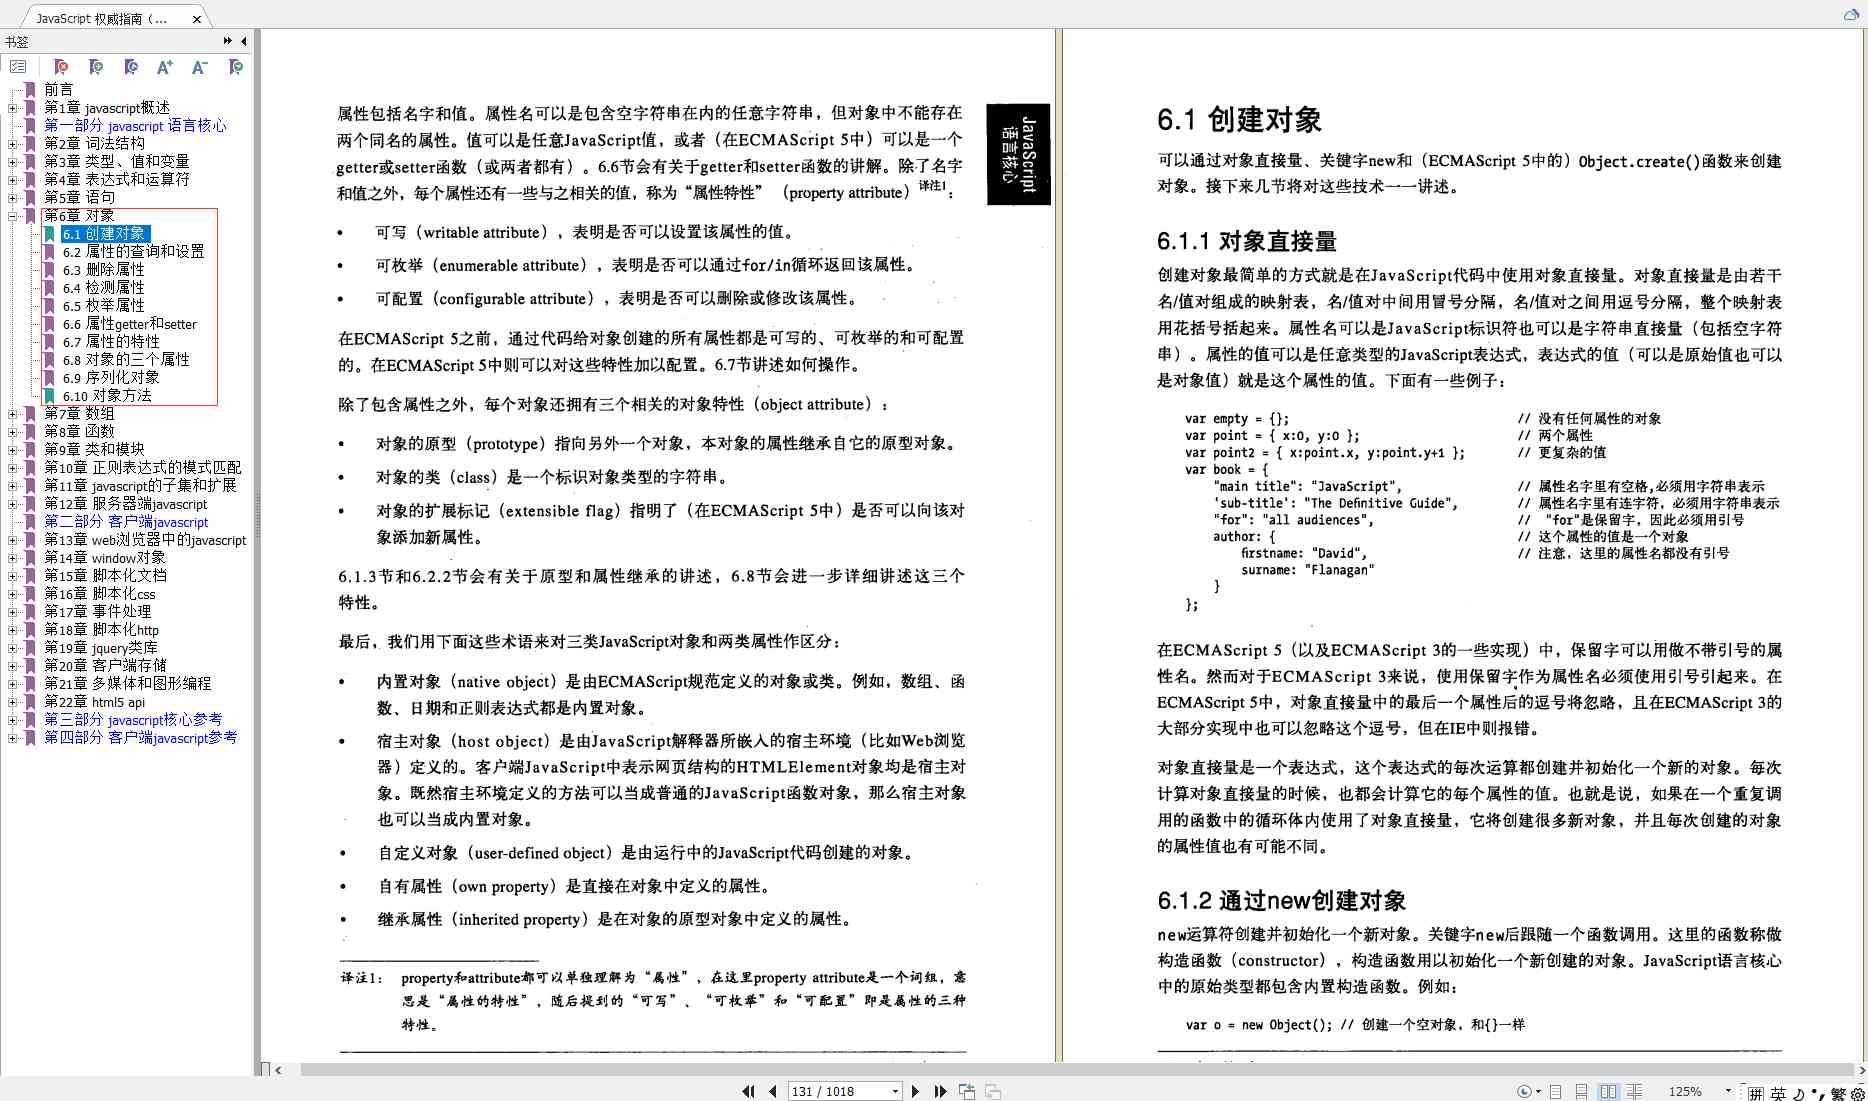 JavaScript 权威指南（...
书签
前言
第1章 javascript概述
第一部分 javascript 语言核心
第2章 词法结构
第3章 类型、值和变量
第4章 表达式和运算符
第5章 语句
第6章 对象
6.1 创建对象
6.2 属性的查询和设置
6.3 删除属性
6.4 检测属性
6.5 枚举属性
6.6 属性getter和setter
6.7 属性的特性
6.8 对象的三个属性
6.9 序列化对象
6.10 对象方法
第7章 数组
第8章 函数
第9章 类和模块
第10章 正则表达式的模式匹配
第11章 javascript的子集和扩展
第12章 服务器端javascript
第二部分 客户端javascript
第13章 web浏览器中的javascript
第14章 window对象
第15章 脚本化文档
第16章 脚本化css
第17章 事件处理
第18章 脚本化http
第19章 jquery类库
第20章 客户端存储
第21章 多媒体和图形编程
第22章 html5 api
第三部分 javascript核心参考
第四部分 客户端javascript参考
属性包括名字和值。属性名可以是包含空字符串在内的任意字符串，但对象中不能存在
两个同名的属性。值可以是任意JavaScript值，或者（在ECMAScript 5中）可以是一个
getter或setter函数（或两者都有）。6.6节会有关于getter和setter函数的讲解。除了名字
和值之外，每个属性还有一些与之相关的值，称为“属性特性”（property attribute）译注1：
• 可写（writable attribute），表明是否可以设置该属性的值。
• 可枚举（enumerable attribute），表明是否可以通过for/in循环返回该属性。
• 可配置（configurable attribute），表明是否可以删除或修改该属性。
在ECMAScript 5之前，通过代码给对象创建的所有属性都是可写的、可枚举的和可配置
的。在ECMAScript 5中则可以对这些特性加以配置。6.7节讲述如何操作。
除了包含属性之外，每个对象还拥有三个相关的对象特性（object attribute）：
• 对象的原型（prototype）指向另外一个对象，本对象的属性继承自它的原型对象。
• 对象的类（class）是一个标识对象类型的字符串。
• 对象的扩展标记（extensible flag）指明了（在ECMAScript 5中）是否可以向该对
象添加新属性。
6.1.3节和6.2.2节会有关于原型和属性继承的讲述，6.8节会进一步详细讲述这三个
特性。
最后，我们用下面这些术语来对三类JavaScript对象和两类属性作区分：
• 内置对象（native object）是由ECMAScript规范定义的对象或类。例如，数组、函
数、日期和正则表达式都是内置对象。
• 宿主对象（host object）是由JavaScript解释器所嵌入的宿主环境（比如Web浏览
器）定义的。客户端JavaScript中表示网页结构的HTMLElement对象均是宿主对
象。既然宿主环境定义的方法可以当成普通的JavaScript函数对象，那么宿主对象
也可以当成内置对象。
• 自定义对象（user-defined object）是由运行中的JavaScript代码创建的对象。
• 自有属性（own property）是直接在对象中定义的属性。
• 继承属性（inherited property）是在对象的原型对象中定义的属性。
译注1： property和attribute都可以单独理解为“属性”，在这里property attribute是一个词组，意
思是“属性的特性”，随后提到的“可写”、“可枚举”和“可配置”即是属性的三种
特性。
JavaScript
语言核心
6.1 创建对象
可以通过对象直接量、关键字new和（ECMAScript 5中的）Object.create()函数来创建
对象。接下来几节将对这些技术一一讲述。
6.1.1 对象直接量
创建对象最简单的方式就是在JavaScript代码中使用对象直接量。对象直接量是由若干
名/值对组成的映射表，名/值对中间用冒号分隔，名/值对之间用逗号分隔，整个映射表
用花括号括起来。属性名可以是JavaScript标识符也可以是字符串直接量（包括空字符
串）。属性的值可以是任意类型的JavaScript表达式，表达式的值（可以是原始值也可以
是对象值）就是这个属性的值。下面有一些例子：
var empty = {}; // 没有任何属性的对象
var point = { x:0, y:0 }; // 两个属性
var point2 = { x:point.x, y:point.y+1 }; // 更复杂的值
var book = {
"main title": "JavaScript", // 属性名字里有空格,必须用字符串表示
'sub-title': "The Definitive Guide", // 属性名字里有连字符，必须用字符串表示
"for": "all audiences", // "for"是保留字，因此必须用引号
author: { // 这个属性的值是一个对象
firstname: "David", // 注意，这里的属性名都没有引号
surname: "Flanagan"
}
};
在ECMAScript 5（以及ECMAScript 3的一些实现）中，保留字可以用做不带引号的属
性名。然而对于ECMAScript 3来说，使用保留字作为属性名必须使用引号引起来。在
ECMAScript 5中，对象直接量中的最后一个属性后的逗号将忽略，且在ECMAScript 3的
大部分实现中也可以忽略这个逗号，但在IE中则报错。
对象直接量是一个表达式，这个表达式的每次运算都创建并初始化一个新的对象。每次
计算对象直接量的时候，也都会计算它的每个属性的值。也就是说，如果在一个重复调
用的函数中的循环体内使用了对象直接量，它将创建很多新对象，并且每次创建的对象
的属性值也有可能不同。
6.1.2 通过new创建对象
new运算符创建并初始化一个新对象。关键字new后跟随一个函数调用。这里的函数称做
构造函数（constructor），构造函数用以初始化一个新创建的对象。JavaScript语言核心
中的原始类型都包含内置构造函数。例如：
var o = new Object(); // 创建一个空对象，和{}一样
131 / 1018
125%
拼 英 繁